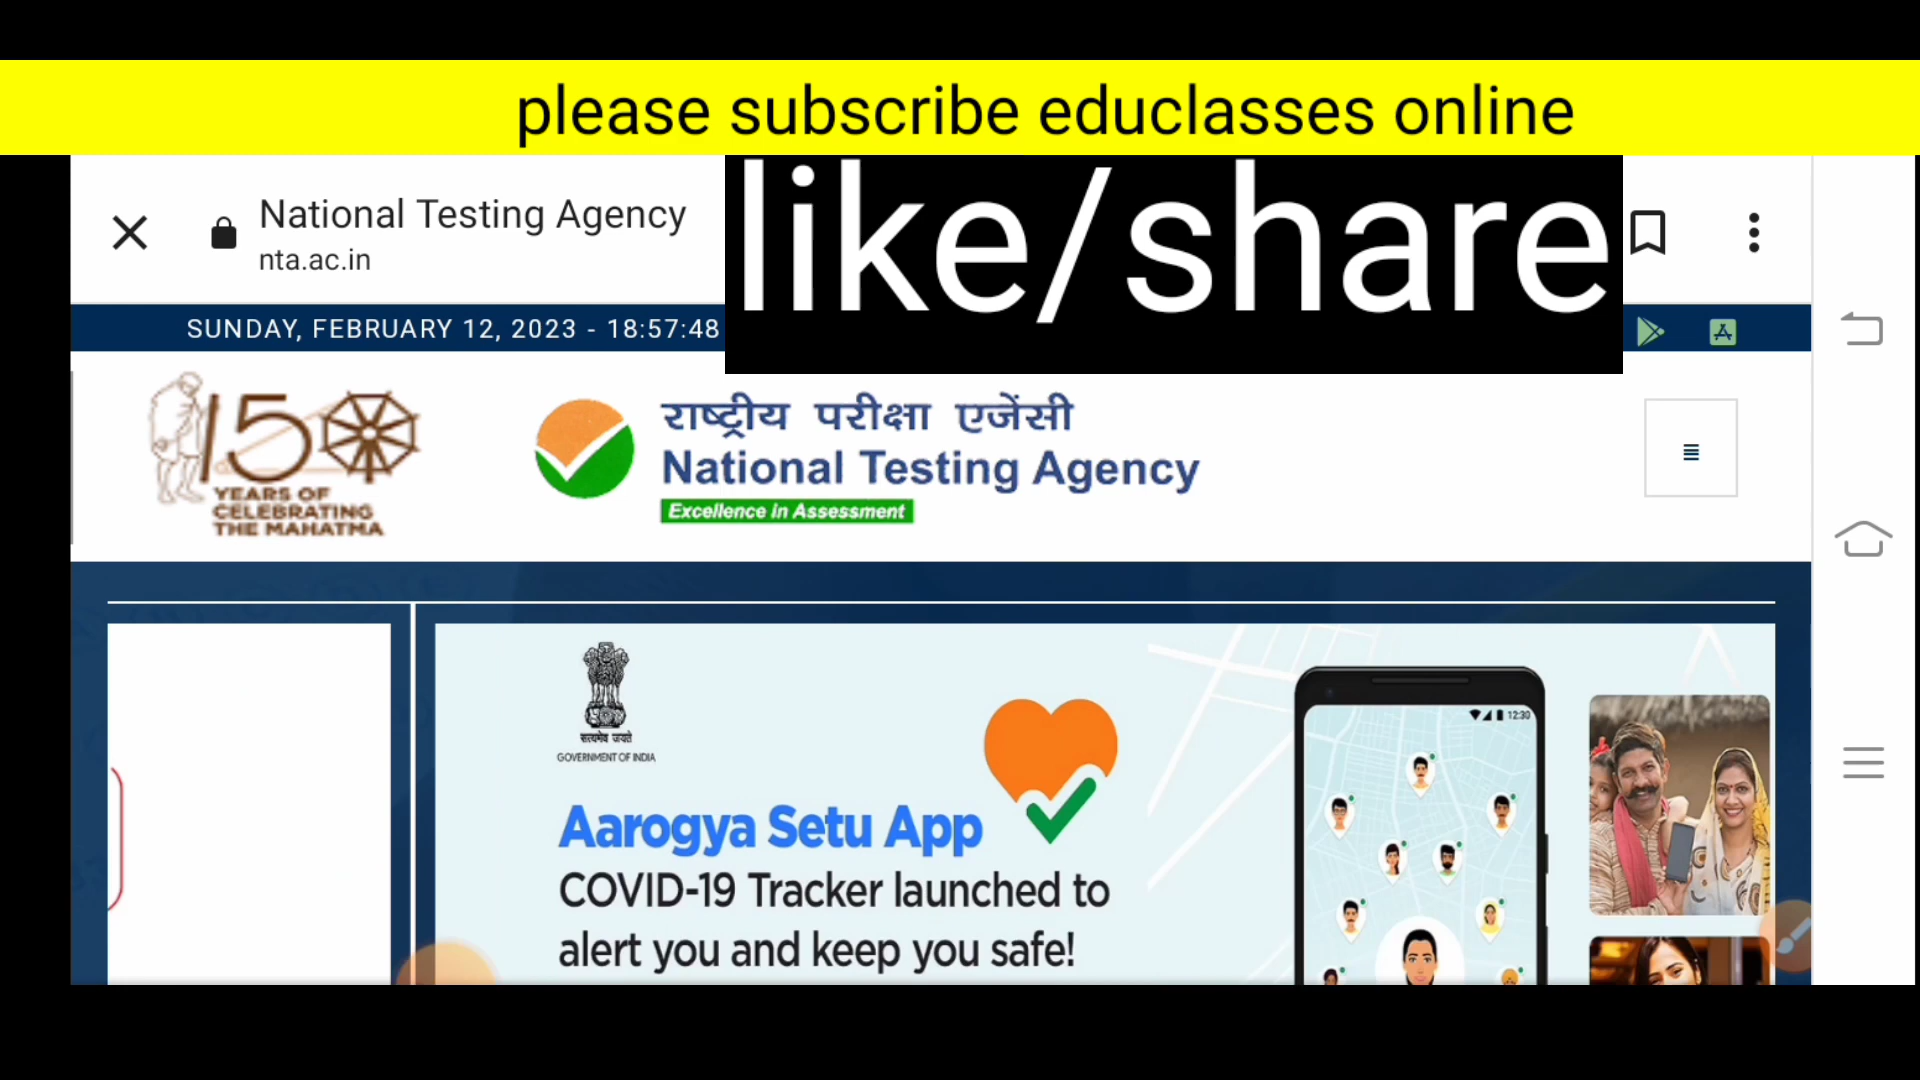 please subscribe educlasses online
like/share
National Testing Agency
nta.ac.in
SUNDAY, FEBRUARY 12, 2023 - 18:57:48
150
YEARS OF
CELEBRATING
THE MAHATMA
राष्ट्रीय परीक्षा एजेंसी
National Testing Agency
Excellence in Assessment
सत्यमेव जयते
GOVERNMENT OF INDIA
12:30
Aarogya Setu App
COVID-19 Tracker launched to
alert you and keep you safe!